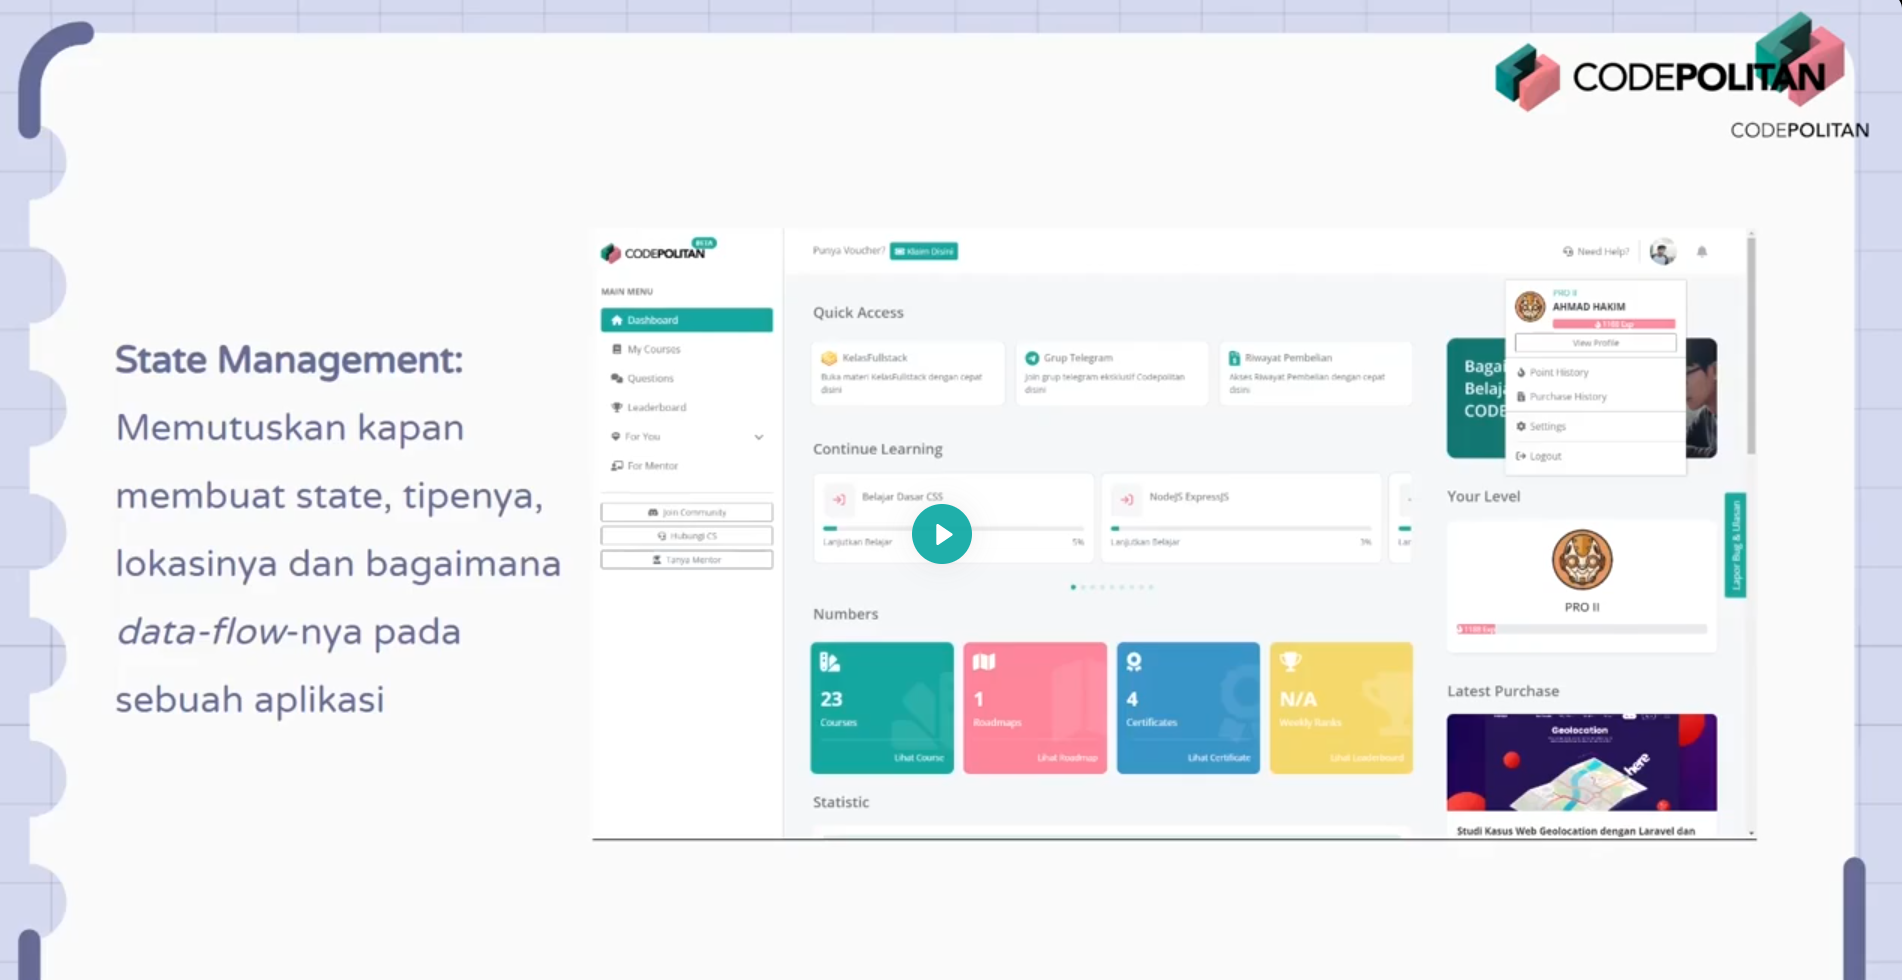 CODEPOLITAN
CODEPOLITAN
State Management:
Memutuskan kapan
membuat state, tipenya,
lokasinya dan bagaimana
data-flow-nya pada
sebuah aplikasi
CODEPOLITAN
BETA
MAIN MENU
Dashboard
My Courses
Questions
Leaderboard
For You
For Mentor
Join Community
Hubungi CS
Tanya Mentor
Punya Voucher? Klaim Disini
Need Help?
Quick Access
KelasFullstack
Buka materi KelasFullstack dengan cepat
disini
Grup Telegram
Join grup telegram eksklusif Codepolitan
disini
Riwayat Pembelian
Akses Riwayat Pembelian dengan cepat
disini
Continue Learning
Belajar Dasar CSS
Lanjutkan Belajar 5%
NodeJS ExpressJS
Lanjutkan Belajar 3%
Lar
Numbers
23
Courses
Lihat Course
1
Roadmaps
Lihat Roadmap
4
Certificates
Lihat Certificate
N/A
Weekly Ranks
Lihat Leaderboard
Statistic
PRO II
AHMAD HAKIM
1100 Exp
View Profile
Point History
Purchase History
Settings
Logout
Bagai
Belaj
CODE
Your Level
PRO II
1100 Exp
Lapor Bug & Ulasan
Latest Purchase
Geolocation
here
Studi Kasus Web Geolocation dengan Laravel dan